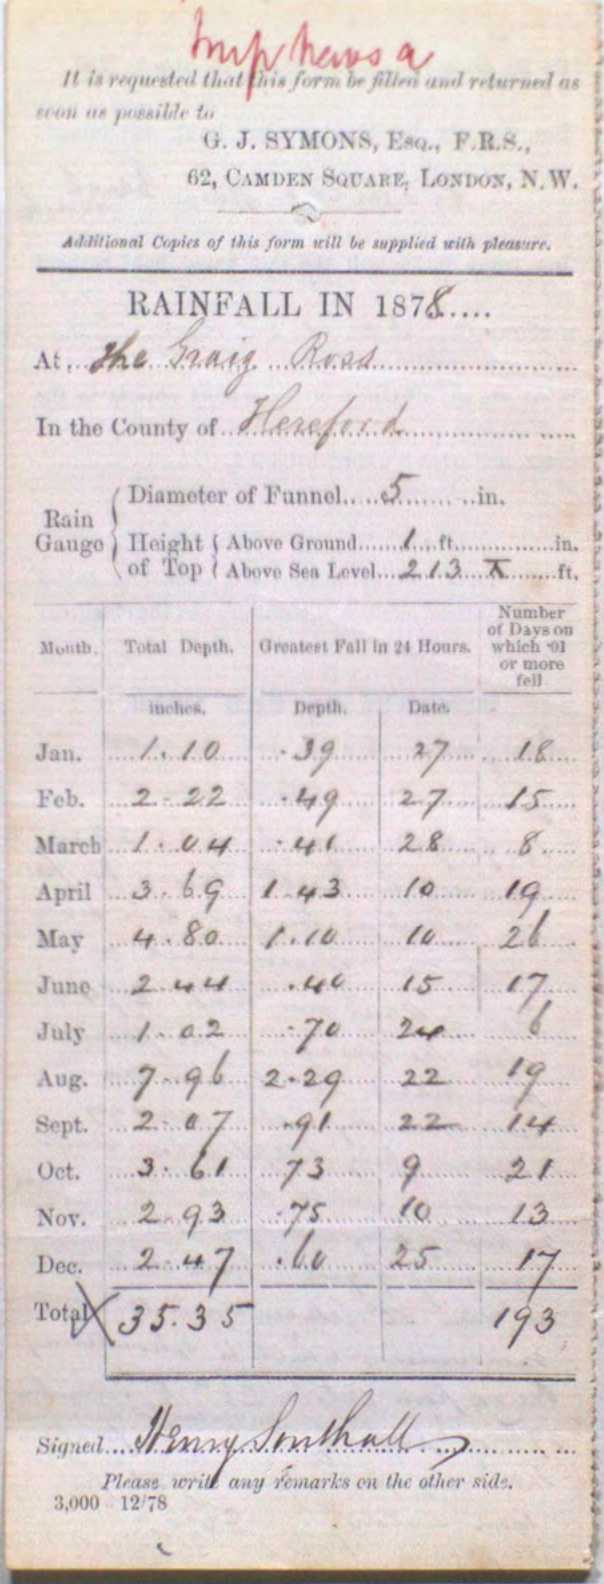 It is requested that this form be filled and returned as
soon as possible to
G. J. SYMONS, Esq., F.R.S.,
62, CAMDEN SQUARE, LONDON, N.W.
Additional Copies of this form will be supplied with pleasure.
RAINFALL IN 1878....
At The Graig Ross
In the County of Hereford
Rain Gauge
Diameter of Funnel 5 in.
Height of Top
Above Ground 1 ft. in.
Above Sea Level 213 ft.
Month. Total Depth. Greatest Fall in 24 Hours. Number of Days on which ·01 or more fell
inches. Depth. Date.
Jan. 1.10 .39 27 18
Feb. 2.22 .49 27 15
March 1.04 .41 28 8
April 3.69 1.43 10 19
May 4.80 1.10 10 26
June 2.44 .40 15 17
July 1.02 .70 24 6
Aug. 7.96 2.29 22 19
Sept. 2.07 .91 22 14
Oct. 3.61 73 9 21
Nov. 2.93 .75 10 13
Dec. 2.47 .60 25 17
Total 35.35 193
Signed Henry Southall
Please write any remarks on the other side.
3,000 12/78